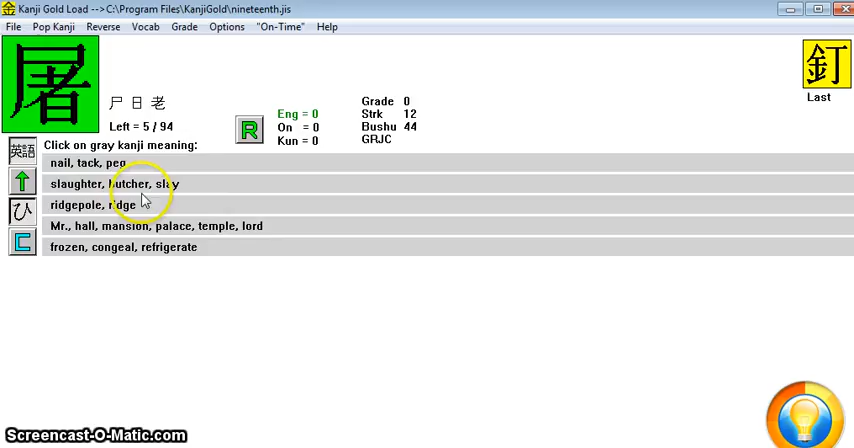 Kanji Gold Load -->C:\Program Files\KanjiGold\nineteenth.jis
File Pop Kanji Reverse Vocab Grade Options "On-Time" Help
屠
釘
尸 日 老
Left = 5 / 94
R
Eng = 0
On = 0
Kun = 0
Grade 0
Strk 12
Bushu 44
GRJC
Last
Click on gray kanji meaning:
英語
nail, tack, peg
slaughter, butcher, slay
ひ
ridgepole, ridge
Mr., hall, mansion, palace, temple, lord
frozen, congeal, refrigerate
Screencast-O-Matic.com